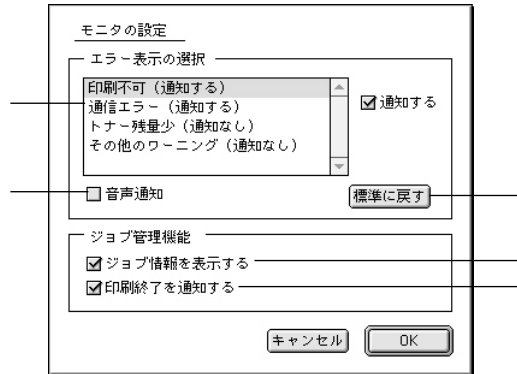 モニタの設定
エラー表示の選択
印刷不可（通知する）
通信エラー（通知する）
トナー残量少（通知なし）
その他のワーニング（通知なし）
通知する
音声通知
標準に戻す
ジョブ管理機能
ジョブ情報を表示する
印刷終了を通知する
キャンセル
OK